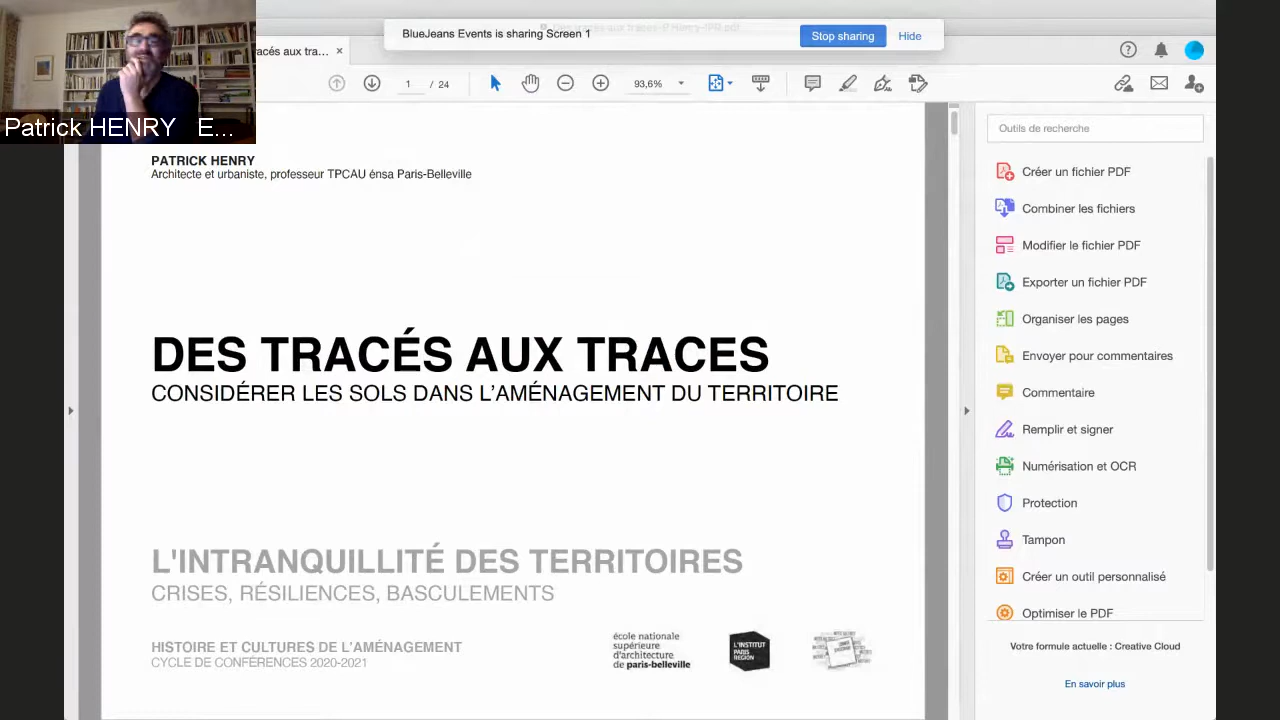 BlueJeans Events is sharing Screen 1
Stop sharing
Hide
acés aux tra...
1 / 24
93,6%
Patrick HENRY E...
PATRICK HENRY
Architecte et urbaniste, professeur TPCAU énsa Paris-Belleville
DES TRACÉS AUX TRACES
CONSIDÉRER LES SOLS DANS L'AMÉNAGEMENT DU TERRITOIRE
L'INTRANQUILLITÉ DES TERRITOIRES
CRISES, RÉSILIENCES, BASCULEMENTS
HISTOIRE ET CULTURES DE L'AMÉNAGEMENT
CYCLE DE CONFÉRENCES 2020-2021
école nationale
supérieure
d'architecture
de paris-belleville
L'INSTITUT
PARIS
REGION
Outils de recherche
Créer un fichier PDF
Combiner les fichiers
Modifier le fichier PDF
Exporter un fichier PDF
Organiser les pages
Envoyer pour commentaires
Commentaire
Remplir et signer
Numérisation et OCR
Protection
Tampon
Créer un outil personnalisé
Optimiser le PDF
Votre formule actuelle : Creative Cloud
En savoir plus